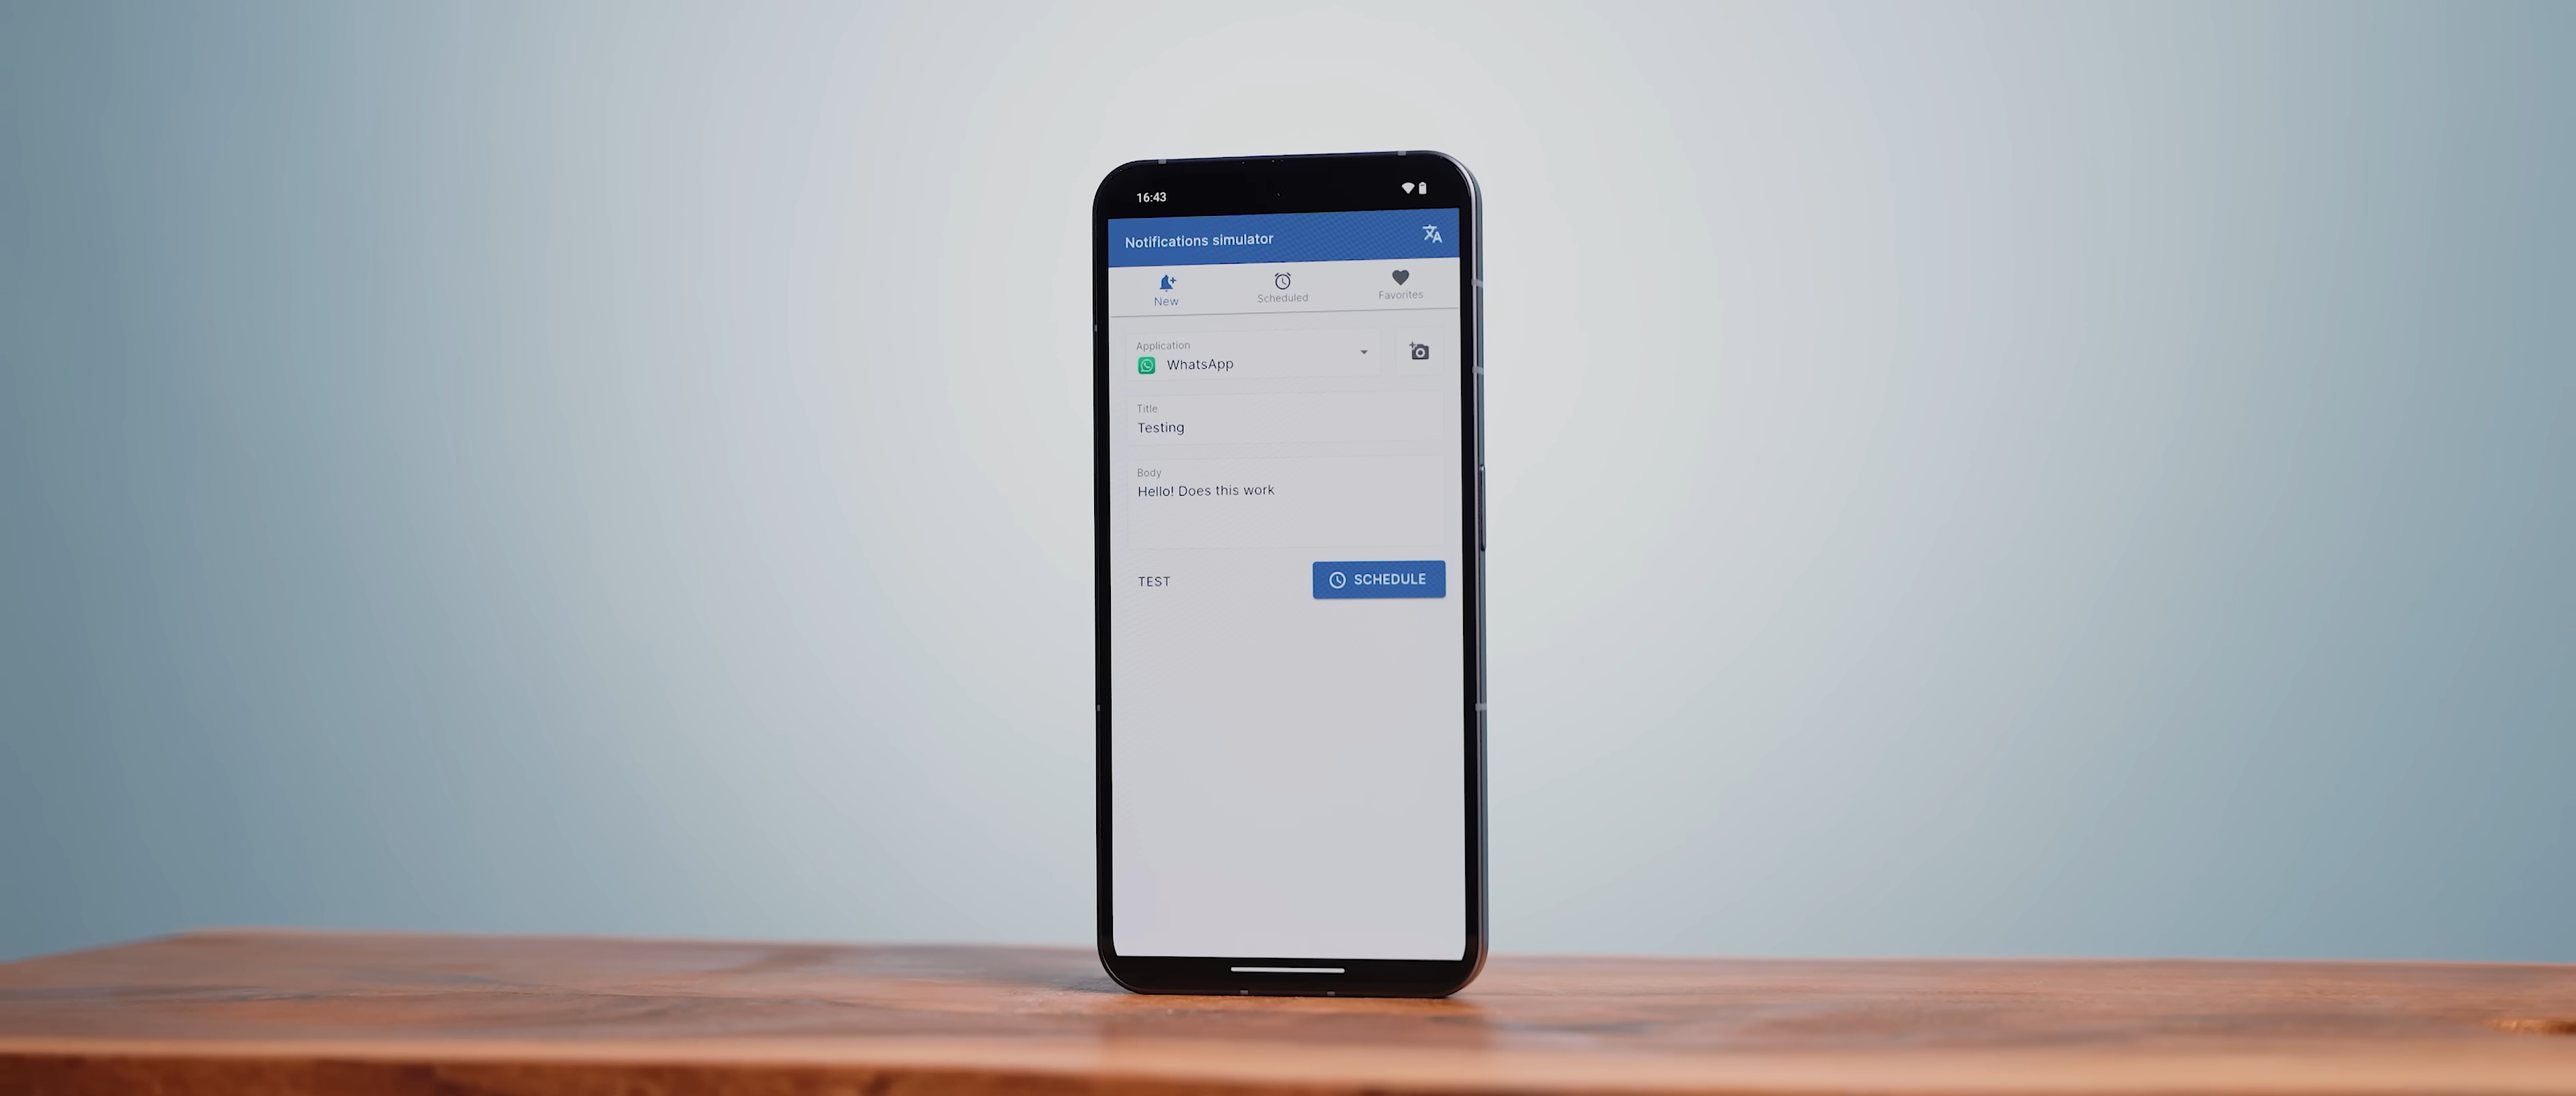 16:43
Notifications simulator
New
Scheduled
Favorites
Application
WhatsApp
Title
Testing
Body
Hello! Does this work
TEST
SCHEDULE